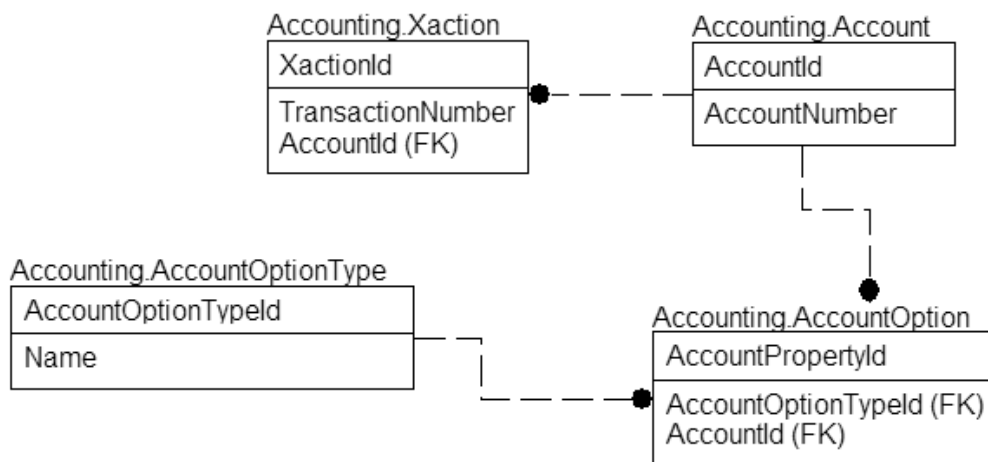 Accounting.Xaction
XactionId
TransactionNumber
AccountId (FK)
Accounting.Account
AccountId
AccountNumber
Accounting.AccountOptionType
AccountOptionTypeId
Name
Accounting.AccountOption
AccountPropertyId
AccountOptionTypeId (FK)
AccountId (FK)